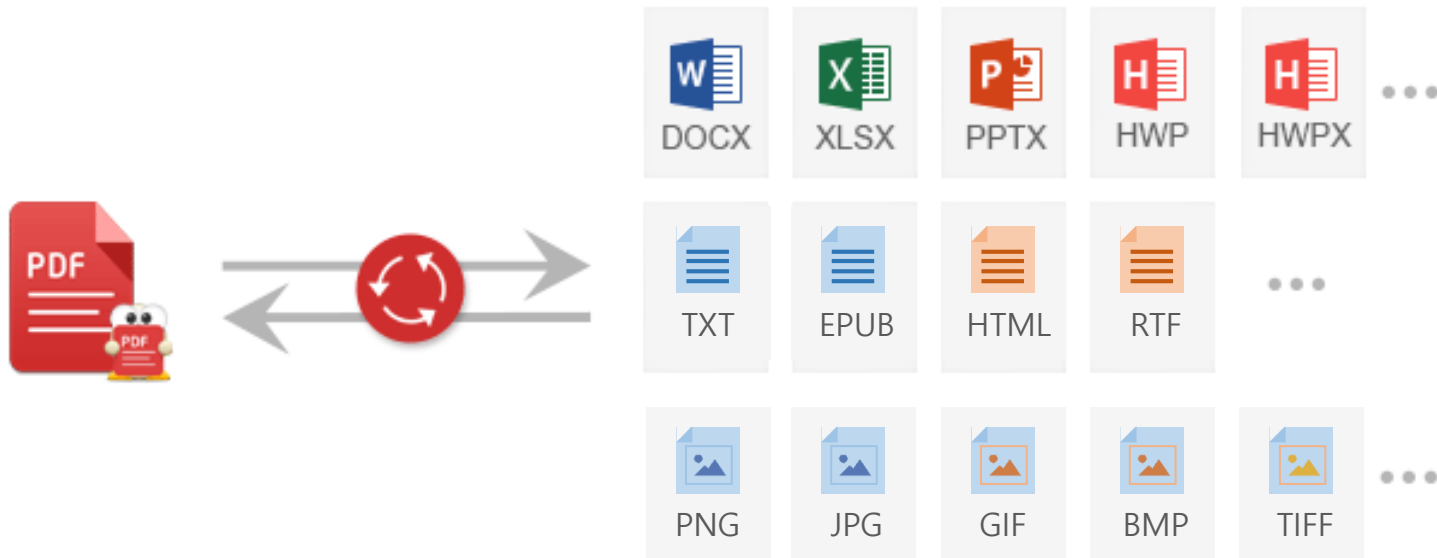 W X P H H
DOCX XLSX PPTX HWP HWPX
PDF
PDF
TXT EPUB HTML RTF
PNG JPG GIF BMP TIFF